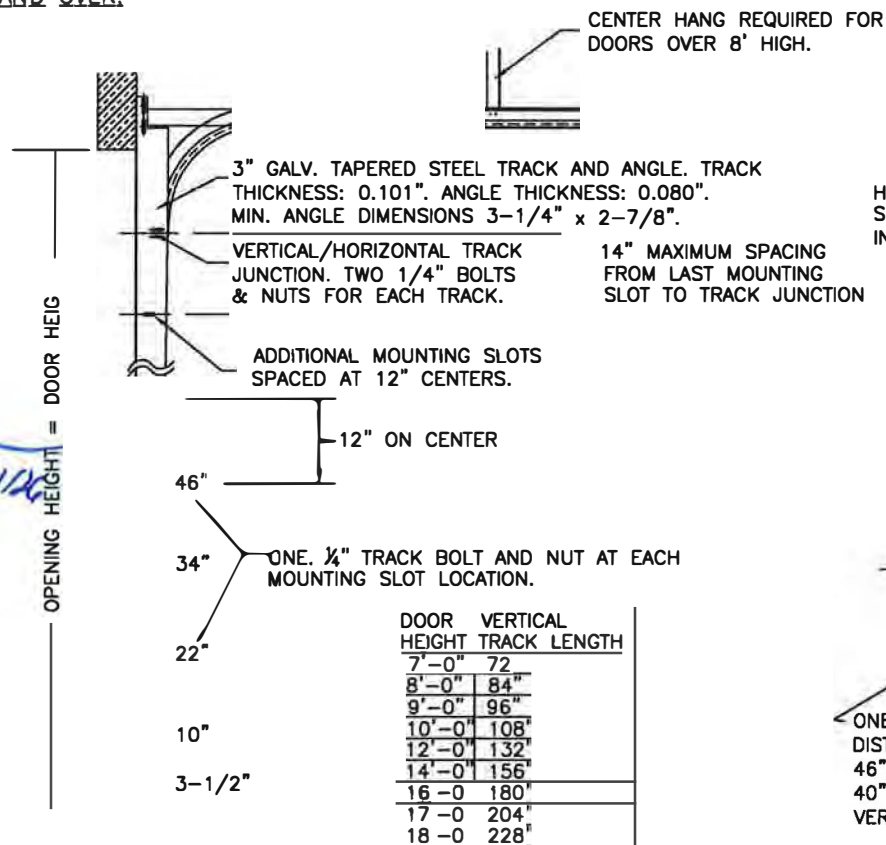 AND OVER.
CENTER HANG REQUIRED FOR
DOORS OVER 8' HIGH.
3" GALV. TAPERED STEEL TRACK AND ANGLE. TRACK
THICKNESS: 0.101". ANGLE THICKNESS: 0.080".
MIN. ANGLE DIMENSIONS 3-1/4" x 2-7/8".
VERTICAL/HORIZONTAL TRACK
JUNCTION. TWO 1/4" BOLTS
& NUTS FOR EACH TRACK.
14" MAXIMUM SPACING
FROM LAST MOUNTING
SLOT TO TRACK JUNCTION
ADDITIONAL MOUNTING SLOTS
SPACED AT 12" CENTERS.
12" ON CENTER
OPENING HEIGHT = DOOR HEIG
46"
34"
22"
10"
3-1/2"
ONE. ¼" TRACK BOLT AND NUT AT EACH
MOUNTING SLOT LOCATION.
DOOR VERTICAL
HEIGHT TRACK LENGTH
7'-0" 72
8'-0" 84"
9'-0" 96"
10'-0" 108"
12'-0" 132"
14'-0" 156"
16 -0 180"
17 -0 204"
18 -0 228"
H
S
IN
ONE
DIST
46"
40"
VER